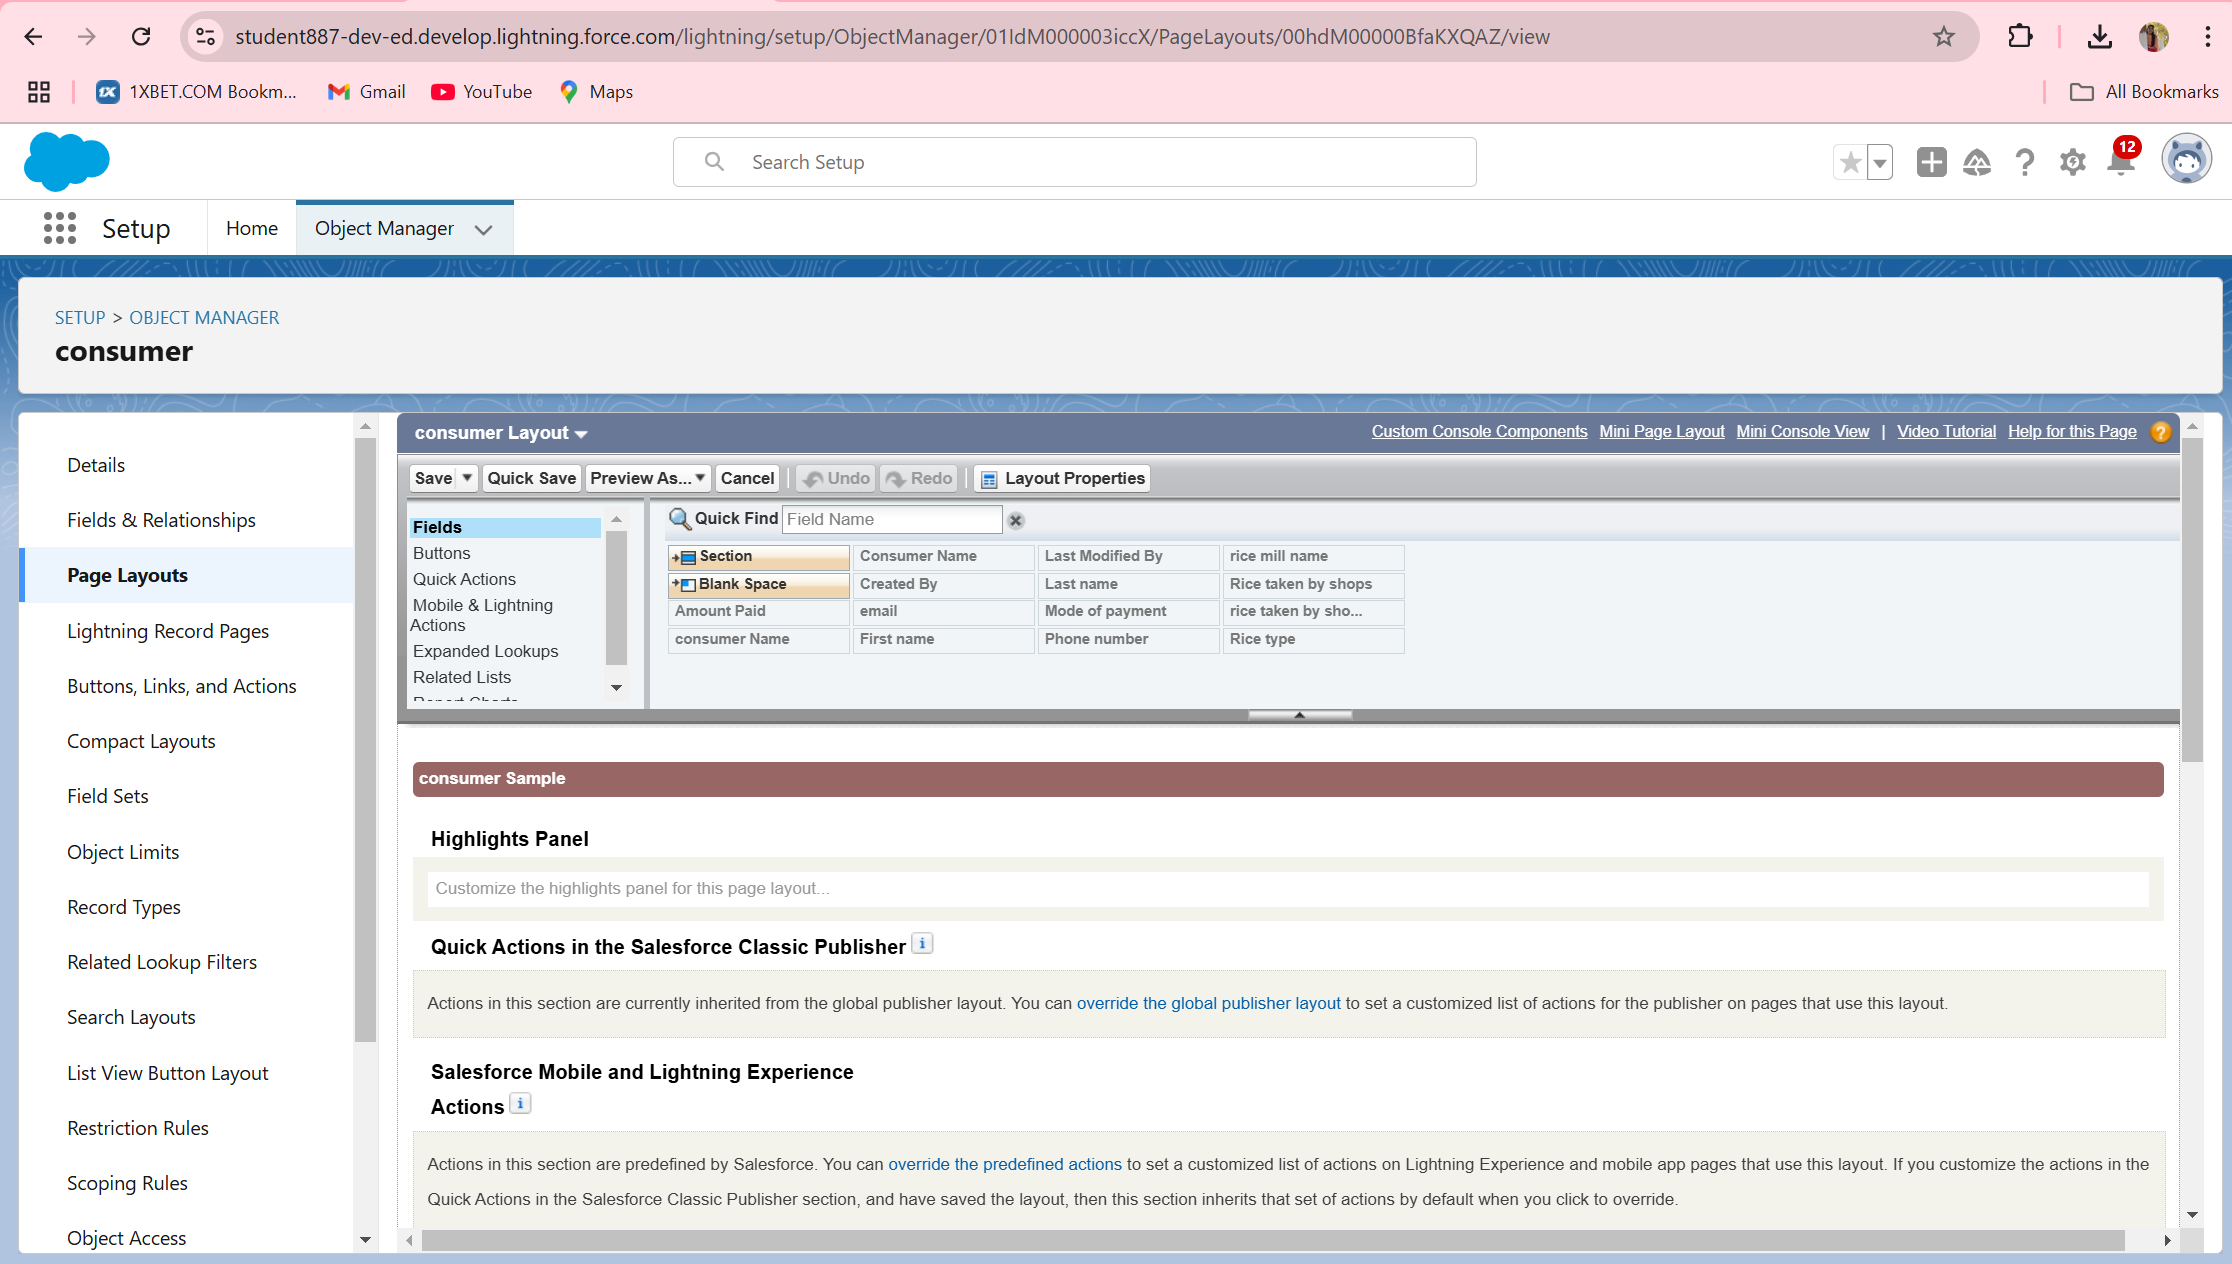 student887-dev-ed.develop.lightning.force.com/lightning/setup/ObjectManager/01IdM000003iccX/PageLayouts/00hdM00000BfaKXQAZ/view
1XBET.COM Bookm... Gmail YouTube Maps All Bookmarks
Search Setup
12
Setup Home Object Manager
SETUP > OBJECT MANAGER
consumer
Details
Fields & Relationships
Page Layouts
Lightning Record Pages
Buttons, Links, and Actions
Compact Layouts
Field Sets
Object Limits
Record Types
Related Lookup Filters
Search Layouts
List View Button Layout
Restriction Rules
Scoping Rules
Object Access
consumer Layout
Custom Console Components Mini Page Layout Mini Console View | Video Tutorial Help for this Page ?
Save Quick Save Preview As... Cancel Undo Redo Layout Properties
Fields
Buttons
Quick Actions
Mobile & Lightning
Actions
Expanded Lookups
Related Lists
Quick Find Field Name
Section Consumer Name Last Modified By rice mill name
Blank Space Created By Last name Rice taken by shops
Amount Paid email Mode of payment rice taken by sho...
consumer Name First name Phone number Rice type
consumer Sample
Highlights Panel
Customize the highlights panel for this page layout...
Quick Actions in the Salesforce Classic Publisher i
Actions in this section are currently inherited from the global publisher layout. You can override the global publisher layout to set a customized list of actions for the publisher on pages that use this layout.
Salesforce Mobile and Lightning Experience
Actions i
Actions in this section are predefined by Salesforce. You can override the predefined actions to set a customized list of actions on Lightning Experience and mobile app pages that use this layout. If you customize the actions in the
Quick Actions in the Salesforce Classic Publisher section, and have saved the layout, then this section inherits that set of actions by default when you click to override.